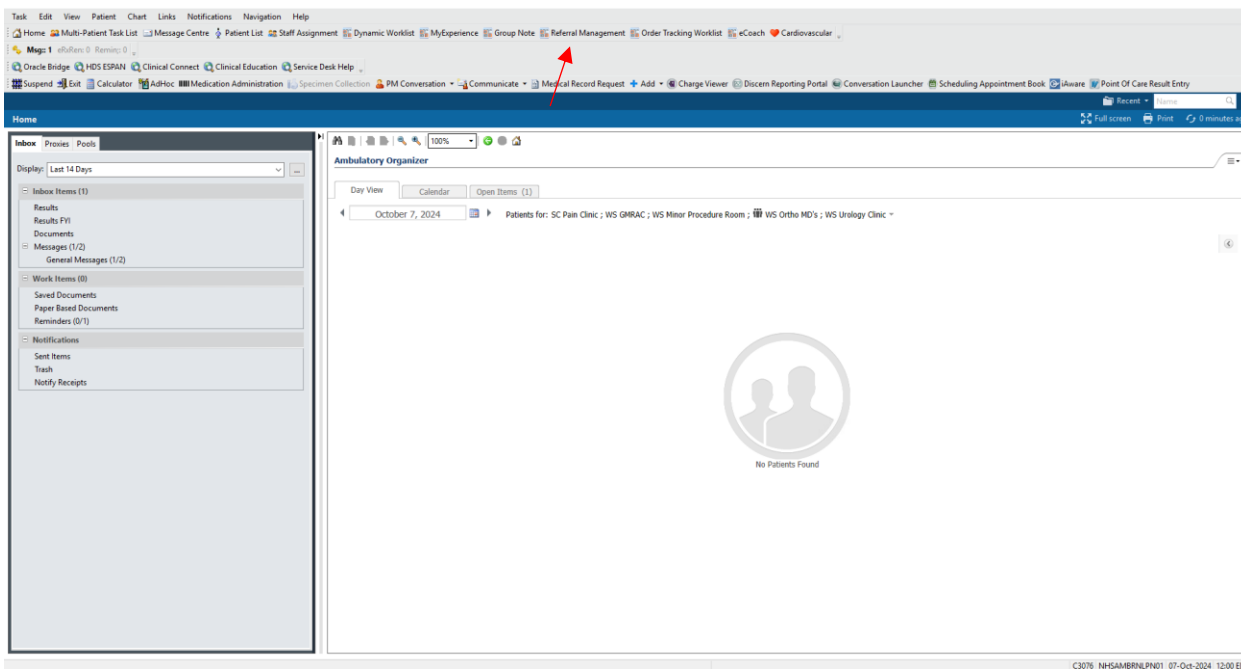 Task Edit View Patient Chart Links Notifications Navigation Help
Home Multi-Patient Task List Message Centre Patient List Staff Assignment Dynamic Worklist MyExperience Group Note Referral Management Order Tracking Worklist eCoach Cardiovascular
Msg: 1 eRxRen: 0 Remin: 0
Oracle Bridge HDS ESPAN Clinical Connect Clinical Education Service Desk Help
Suspend Exit Calculator AdHoc Medication Administration Specimen Collection PM Conversation Communicate Medical Record Request Add Charge Viewer Discern Reporting Portal Conversation Launcher Scheduling Appointment Book iAware Point Of Care Result Entry
Recent Name
Home Full screen Print 0 minutes a
Inbox Proxies Pools
100%
Ambulatory Organizer
Display: Last 14 Days ...
Inbox Items (1)
Day View Calendar Open Items (1)
Results
October 7, 2024 Patients for: SC Pain Clinic ; WS GMRAC ; WS Minor Procedure Room ; WS Ortho MD's ; WS Urology Clinic
Results FYI
Documents
Messages (1/2)
General Messages (1/2)
Work Items (0)
Saved Documents
Paper Based Documents
Reminders (0/1)
Notifications
Sent Items
Trash
Notify Receipts
No Patients Found
C3076 NHSAMBRNLPN01 07-Oct-2024 12:00 E